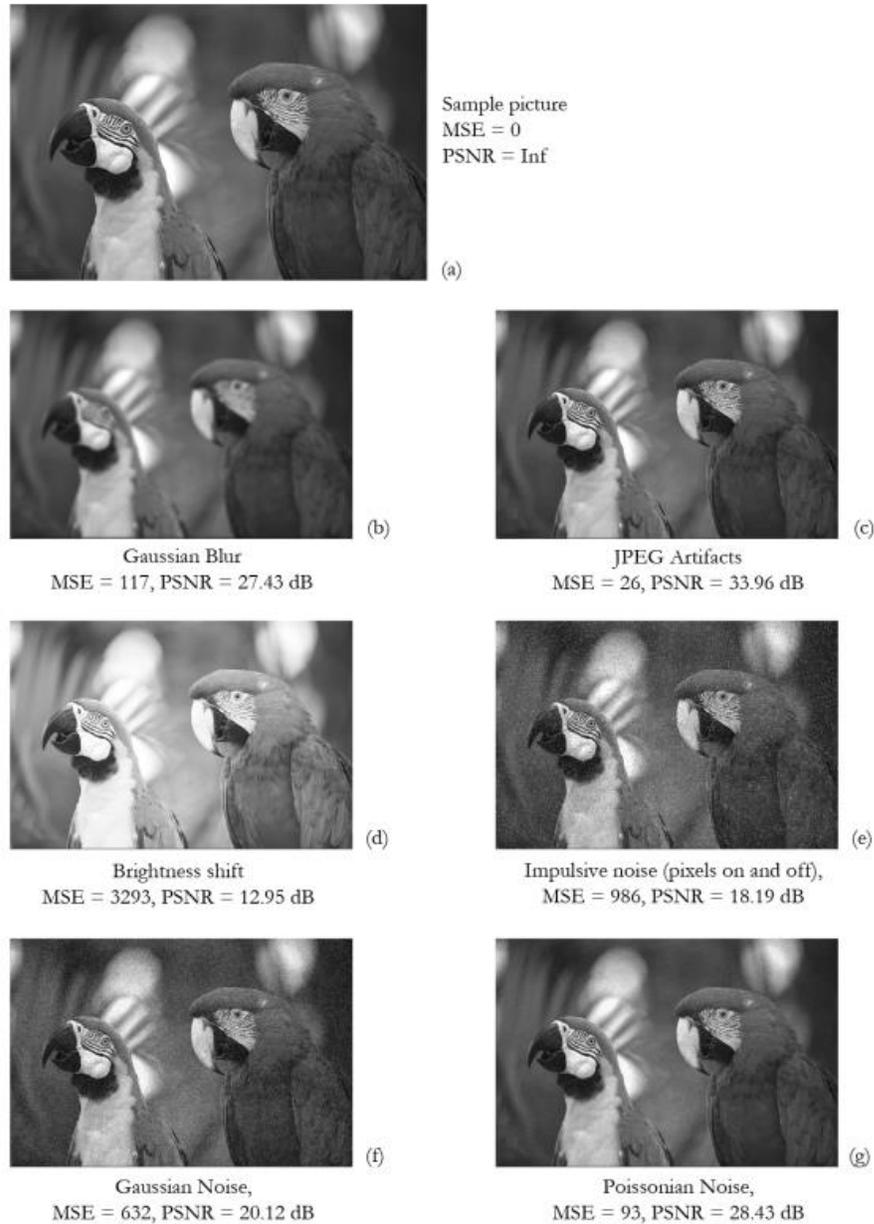 Sample picture
MSE = 0
PSNR = Inf
(a)
(b)
Gaussian Blur
MSE = 117, PSNR = 27.43 dB
(c)
JPEG Artifacts
MSE = 26, PSNR = 33.96 dB
(d)
Brightness shift
MSE = 3293, PSNR = 12.95 dB
(e)
Impulsive noise (pixels on and off),
MSE = 986, PSNR = 18.19 dB
(f)
Gaussian Noise,
MSE = 632, PSNR = 20.12 dB
(g)
Poissonian Noise,
MSE = 93, PSNR = 28.43 dB